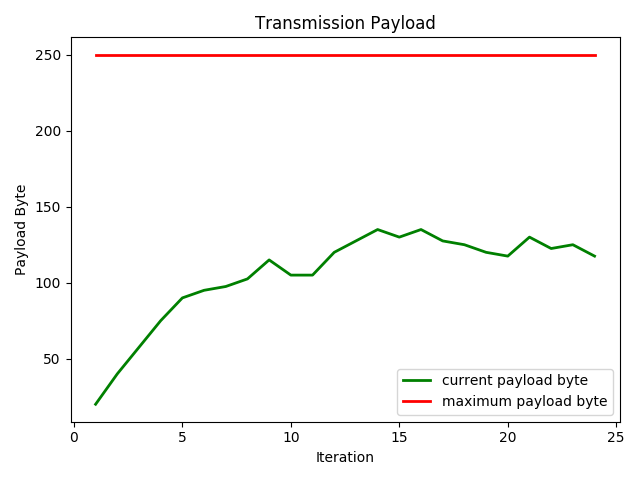 Transmission Payload
250
200
150
100
50
Payload Byte
0
5
10
15
20
25
Iteration
current payload byte
maximum payload byte